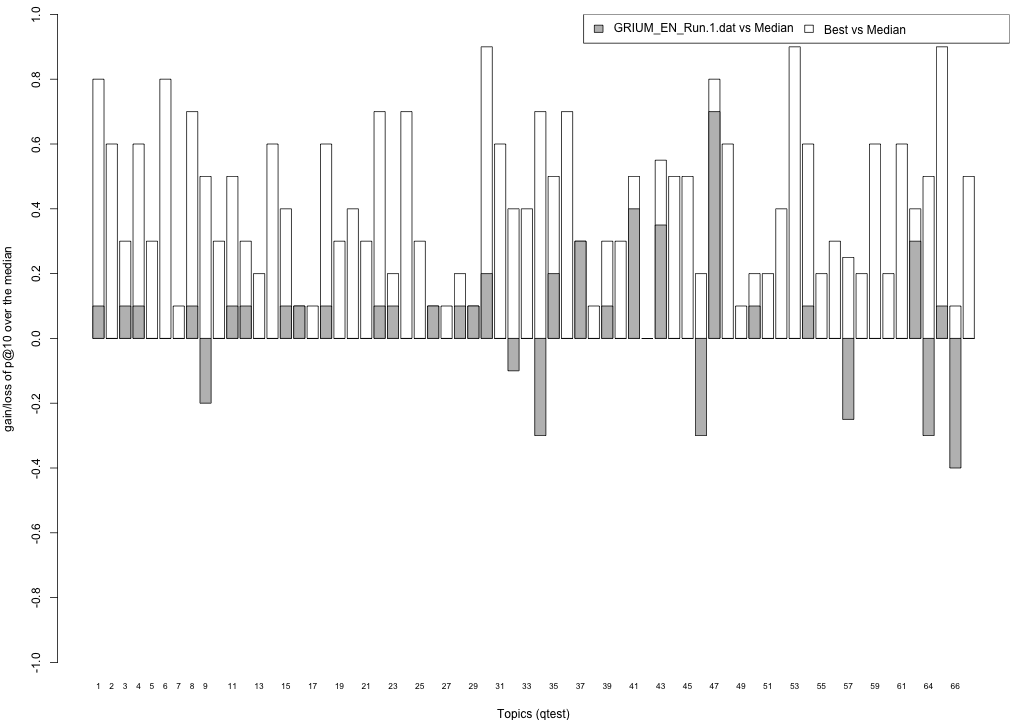 GRIUM_EN_Run.1.dat vs Median Best vs Median
gain/loss of p@10 over the median
1.0
0.8
0.6
0.4
0.2
0.0
-0.2
-0.4
-0.6
-0.8
-1.0
1 2 3 4 5 6 7 8 9 11 13 15 17 19 21 23 25 27 29 31 33 35 37 39 41 43 45 47 49 51 53 55 57 59 61 64 66
Topics (qtest)